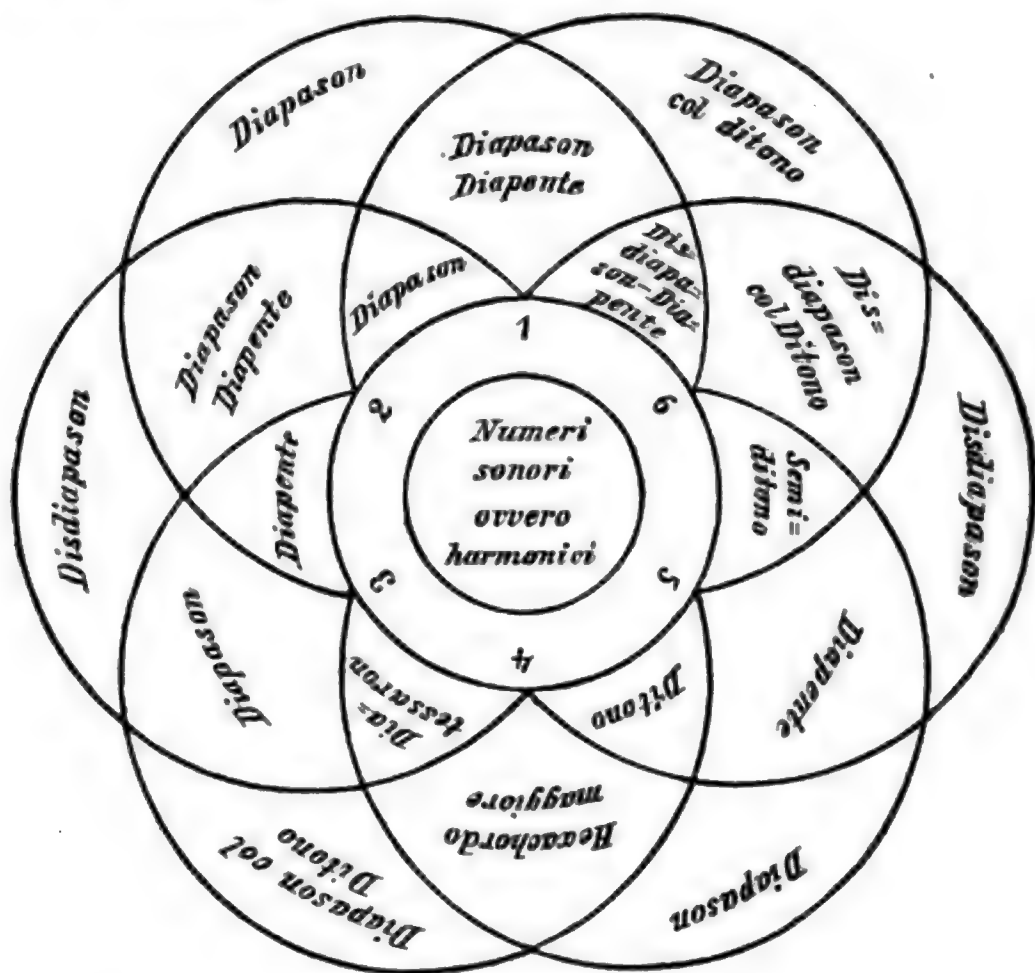 Diapason
Diapason
col ditono
Diapason
Diapente
Diapason
Dis=
diapa=
son-Dia=
pente
Diapason
Diapente
Dis=
diapason
col Ditono
1
2
6
Numeri
sonori
ovvero
harmonici
Disdiapason
Diapente
Semi=
ditono
Disdiapason
3
5
4
Diapason
Dia=
tessaron
Ditono
Diapente
Hexachordo
maggiore
Diapason col
Ditono
Diapason